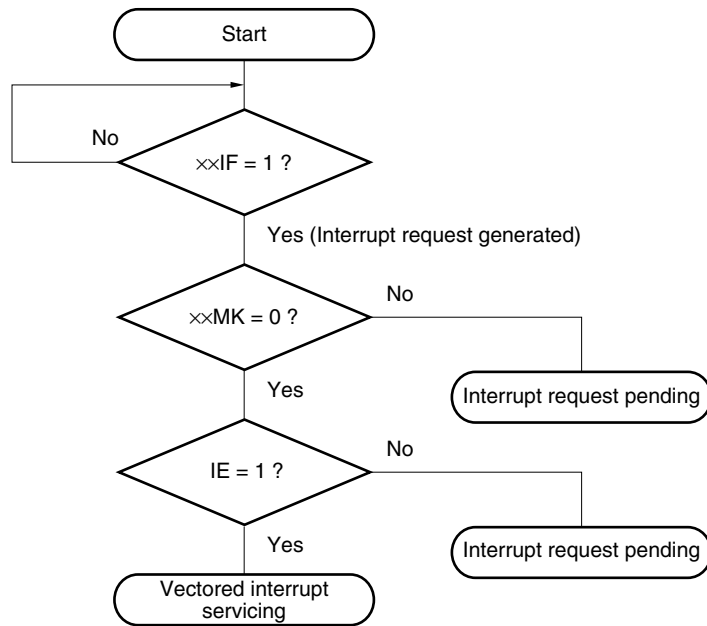 Start
No
××IF = 1 ?
Yes (Interrupt request generated)
××MK = 0 ?
No
Yes
Interrupt request pending
IE = 1 ?
No
Yes
Interrupt request pending
Vectored interrupt
servicing